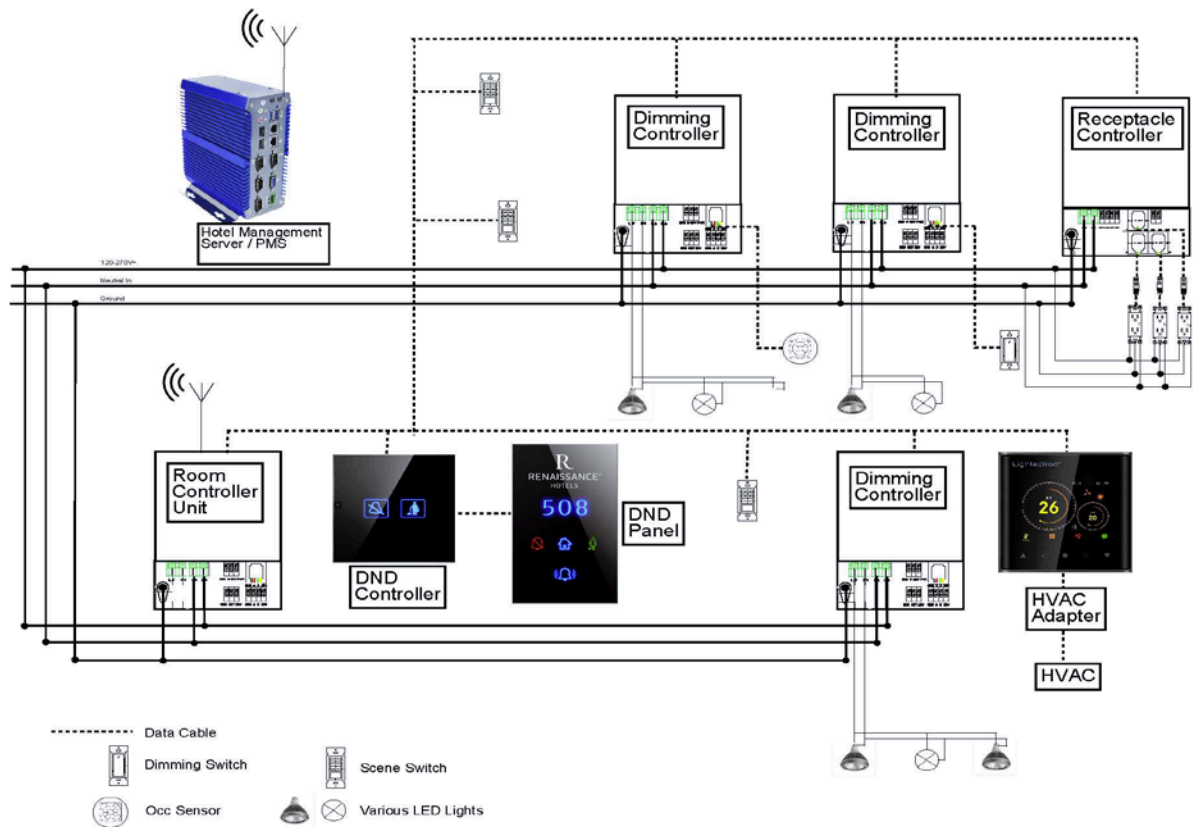 Dimming
Controller
Dimming
Controller
Receptacle
Controller
Hotel Management
Server / PMS
120-270V~
Neutral In
Ground
Room
Controller
Unit
DND
Controller
R
RENAISSANCE
HOTELS
508
DND
Panel
Dimming
Controller
Lightectron
26
20
HVAC
Adapter
HVAC
Data Cable
Dimming Switch
Scene Switch
Occ Sensor
Various LED Lights